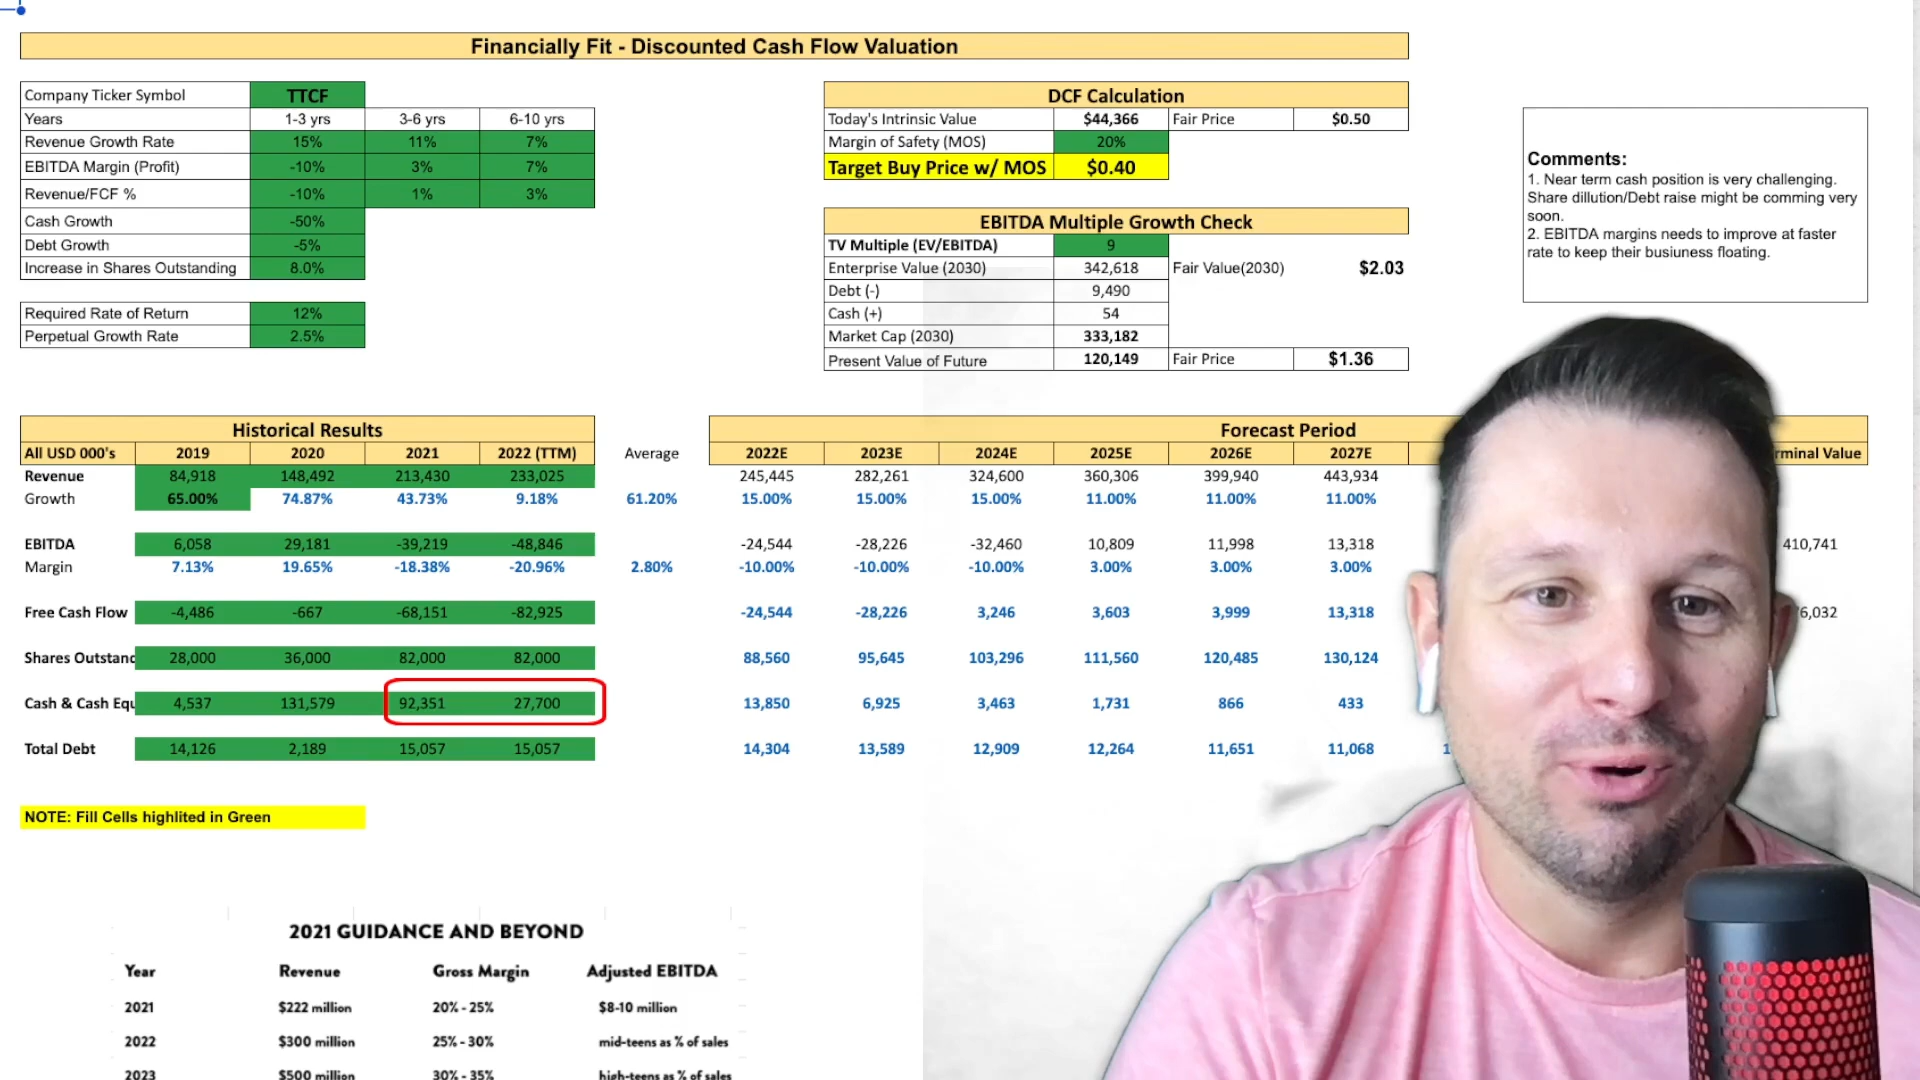 Financially Fit - Discounted Cash Flow Valuation
Company Ticker Symbol TTCF
Years 1-3 yrs 3-6 yrs 6-10 yrs
Revenue Growth Rate 15% 11% 7%
EBITDA Margin (Profit) -10% 3% 7%
Revenue/FCF % -10% 1% 3%
Cash Growth -50%
Debt Growth -5%
Increase in Shares Outstanding 8.0%
Required Rate of Return 12%
Perpetual Growth Rate 2.5%
DCF Calculation
Today's Intrinsic Value $44,366 Fair Price $0.50
Margin of Safety (MOS) 20%
Target Buy Price w/ MOS $0.40
EBITDA Multiple Growth Check
TV Multiple (EV/EBITDA) 9
Enterprise Value (2030) 342,618 Fair Value(2030) $2.03
Debt (-) 9,490
Cash (+) 54
Market Cap (2030) 333,182
Present Value of Future 120,149 Fair Price $1.36
Comments:
1. Near term cash position is very challenging.
Share dillution/Debt raise might be comming very
soon.
2. EBITDA margins needs to improve at faster
rate to keep their busiuness floating.
Historical Results Forecast Period
All USD 000's 2019 2020 2021 2022 (TTM) Average 2022E 2023E 2024E 2025E 2026E 2027E Value
Revenue 84,918 148,492 213,430 233,025 245,445 282,261 324,600 360,306 399,940 443,934
Growth 65.00% 74.87% 43.73% 9.18% 61.20% 15.00% 15.00% 15.00% 11.00% 11.00% 11.00%
EBITDA 6,058 29,181 -39,219 -48,846 -24,544 -28,226 -32,460 10,809 11,998 13,318 410,741
Margin 7.13% 19.65% -18.38% -20.96% 2.80% -10.00% -10.00% -10.00% 3.00% 3.00% 3.00%
Free Cash Flow -4,486 -667 -68,151 -82,925 -24,544 -28,226 3,246 3,603 3,999 13,318
Shares Outstand 28,000 36,000 82,000 82,000 88,560 95,645 103,296 111,560 120,485 130,124
Cash & Cash Equ 4,537 131,579 92,351 27,700 13,850 6,925 3,463 1,731 866 433
Total Debt 14,126 2,189 15,057 15,057 14,304 13,589 12,909 12,264 11,651 11,068
NOTE: Fill Cells highlited in Green
2021 GUIDANCE AND BEYOND
Year Revenue Gross Margin Adjusted EBITDA
2021 $222 million 20% - 25% $8-10 million
2022 $300 million 25% - 30% mid-teens as % of sales
2023 $500 million 30% - 35% high-teens as % of sales